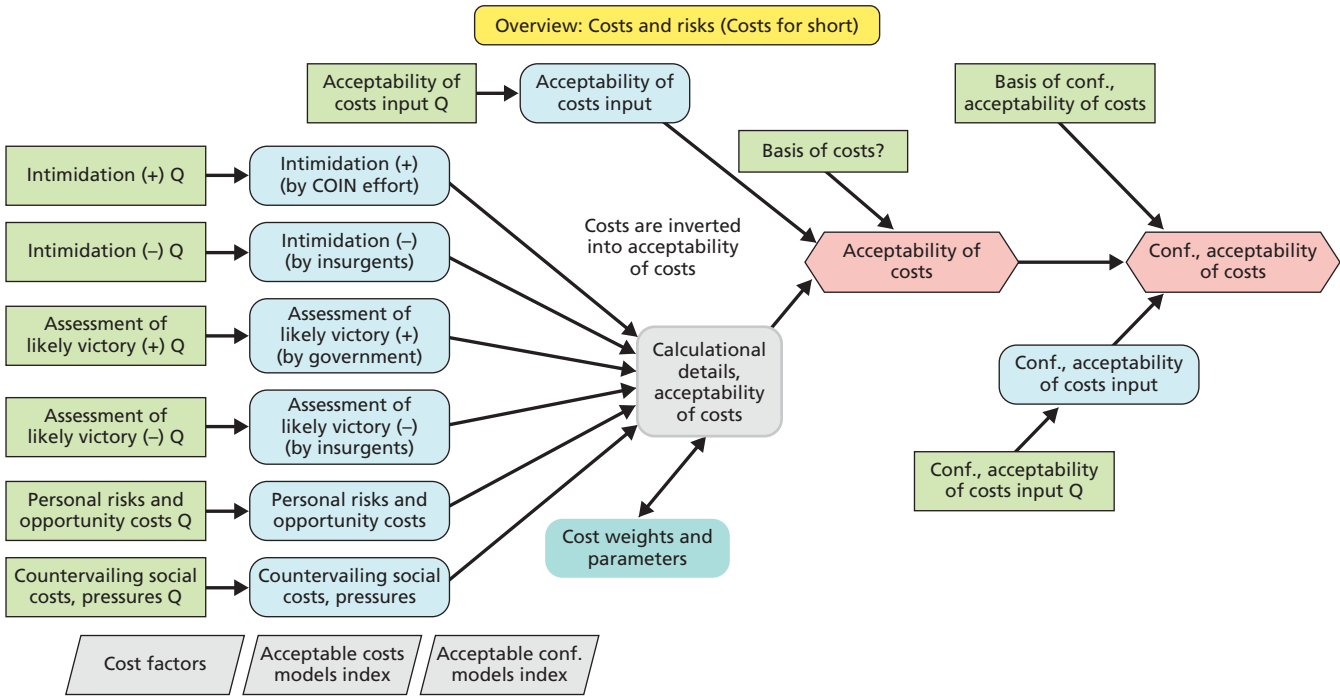 Overview: Costs and risks (Costs for short)
Acceptability of
costs input Q
Acceptability of
costs input
Basis of conf.,
acceptability of costs
Basis of costs?
Intimidation (+) Q
Intimidation (+)
(by COIN effort)
Intimidation (–) Q
Intimidation (–)
(by insurgents)
Costs are inverted
into acceptability
of costs
Acceptability of
costs
Conf., acceptability
of costs
Assessment of
likely victory (+) Q
Assessment of
likely victory (+)
(by government)
Calculational
details,
acceptability
of costs
Conf., acceptability
of costs input
Assessment of
likely victory (–) Q
Assessment of
likely victory (–)
(by insurgents)
Conf., acceptability
of costs input Q
Personal risks and
opportunity costs Q
Personal risks and
opportunity costs
Cost weights and
parameters
Countervailing social
costs, pressures Q
Countervailing social
costs, pressures
Cost factors
Acceptable costs
models index
Acceptable conf.
models index